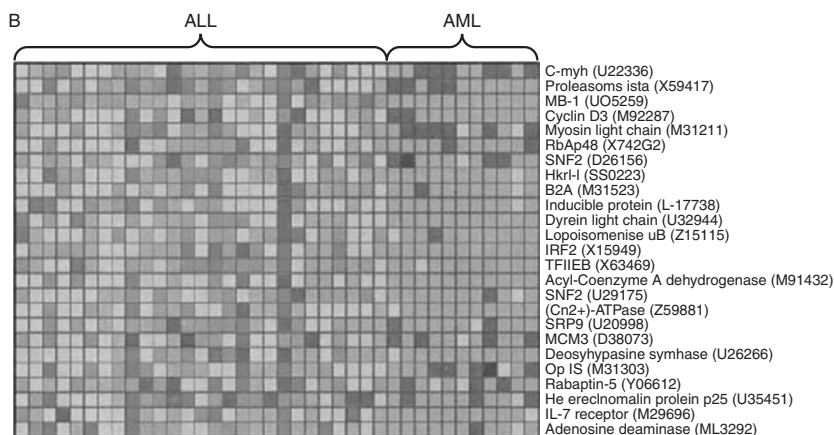 B
ALL AML
C-myh (U22336)
Proleasoms ista (X59417)
MB-1 (UO5259)
Cyclin D3 (M92287)
Myosin light chain (M31211)
RbAp48 (X742G2)
SNF2 (D26156)
Hkrl-I (SS0223)
B2A (M31523)
Inducible protein (L-17738)
Dyrein light chain (U32944)
Lopoisomenise uB (Z15115)
IRF2 (X15949)
TFIIEB (X63469)
Acyl-Coenzyme A dehydrogenase (M91432)
SNF2 (U29175)
(Cn2+)-ATPase (Z59881)
SRP9 (U20998)
MCM3 (D38073)
Deosyhypasine symhase (U26266)
Op IS (M31303)
Rabaptin-5 (Y06612)
He ereclnomalin prolein p25 (U35451)
IL-7 receptor (M29696)
Adenosine deaminase (ML3292)